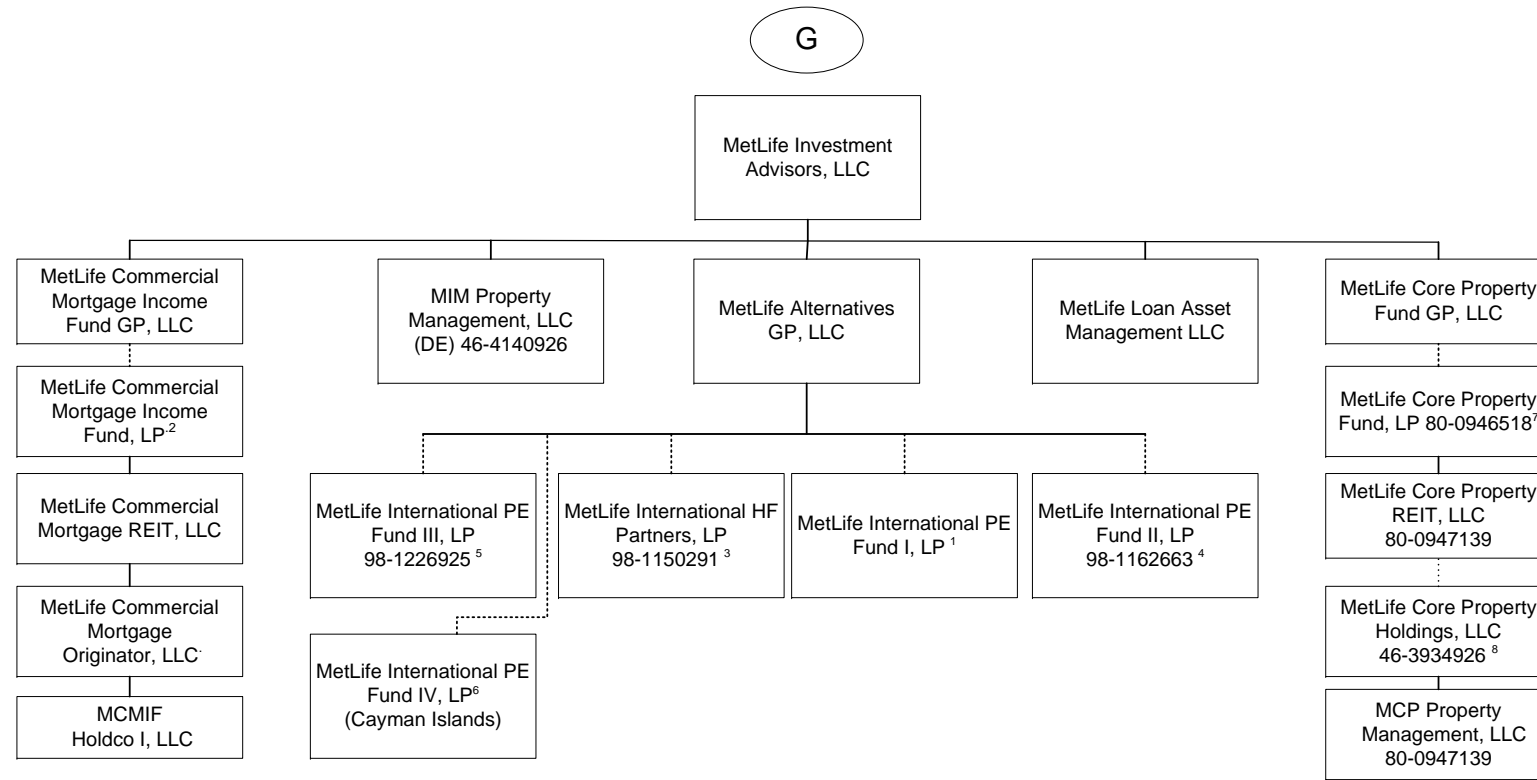 G
MetLife Investment
Advisors, LLC
MetLife Commercial
Mortgage Income
Fund GP, LLC
MIM Property
Management, LLC
(DE) 46-4140926
MetLife Alternatives
GP, LLC
MetLife Loan Asset
Management LLC
MetLife Core Property
Fund GP, LLC
MetLife Commercial
Mortgage Income
Fund, LP.2
MetLife Core Property
Fund, LP 80-0946518 7
MetLife Commercial
Mortgage REIT, LLC
MetLife International PE
Fund III, LP
98-1226925 5
MetLife International HF
Partners, LP
98-1150291 3
MetLife International PE
Fund I, LP 1
MetLife International PE
Fund II, LP
98-1162663 4
MetLife Core Property
REIT, LLC
80-0947139
MetLife Commercial
Mortgage
Originator, LLC.
MetLife International PE
Fund IV, LP6
(Cayman Islands)
MetLife Core Property
Holdings, LLC
46-3934926 8
MCMIF
Holdco I, LLC
MCP Property
Management, LLC
80-0947139